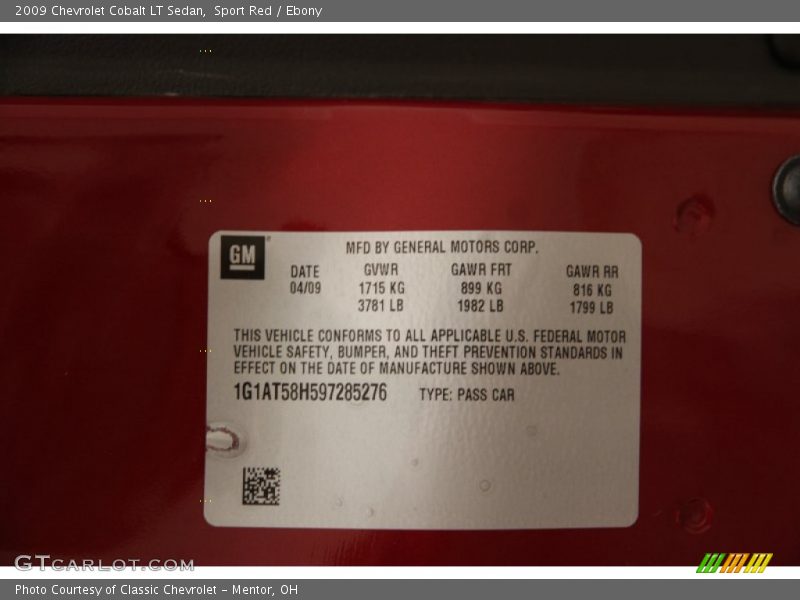 2009 Chevrolet Cobalt LT Sedan, Sport Red / Ebony
GM
MFD BY GENERAL MOTORS CORP.
DATE GVWR GAWR FRT GAWR RR
04/09 1715 KG 899 KG 816 KG
3781 LB 1982 LB 1799 LB
THIS VEHICLE CONFORMS TO ALL APPLICABLE U.S. FEDERAL MOTOR
VEHICLE SAFETY, BUMPER, AND THEFT PREVENTION STANDARDS IN
EFFECT ON THE DATE OF MANUFACTURE SHOWN ABOVE.
1G1AT58H597285276 TYPE: PASS CAR
GTCARLOT.COM
Photo Courtesy of Classic Chevrolet - Mentor, OH